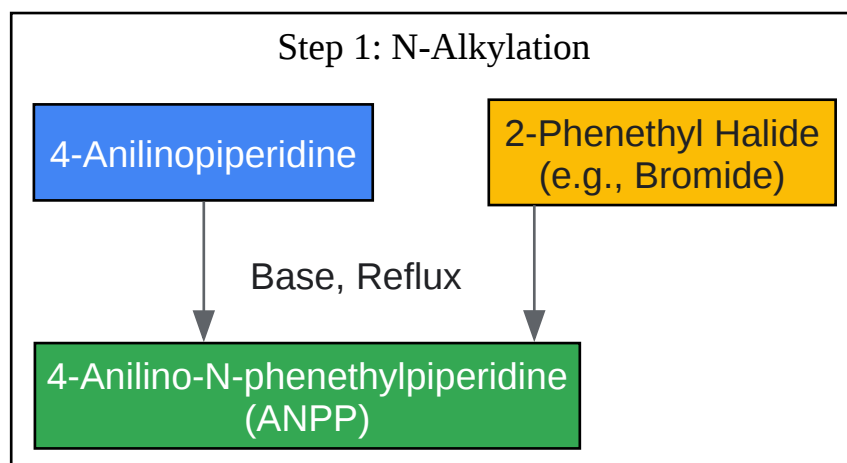 Step 1: N-Alkylation
4-Anilinopiperidine
2-Phenethyl Halide
(e.g., Bromide)
Base, Reflux
4-Anilino-N-phenethylpiperidine
(ANPP)